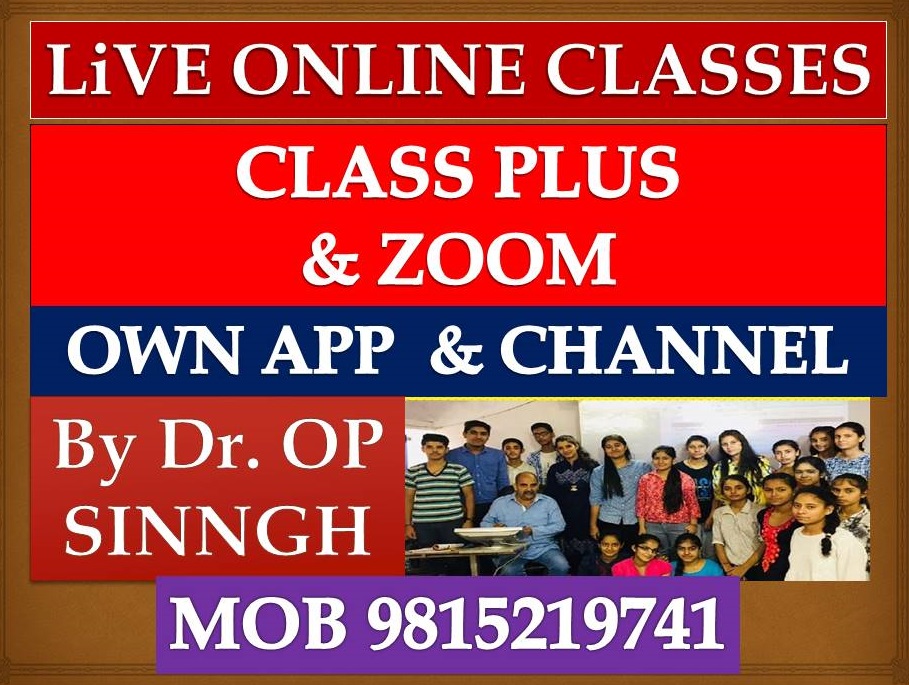 LiVE ONLINE CLASSES
CLASS PLUS
& ZOOM
OWN APP & CHANNEL
By Dr. OP
SINNGH
MOB 9815219741